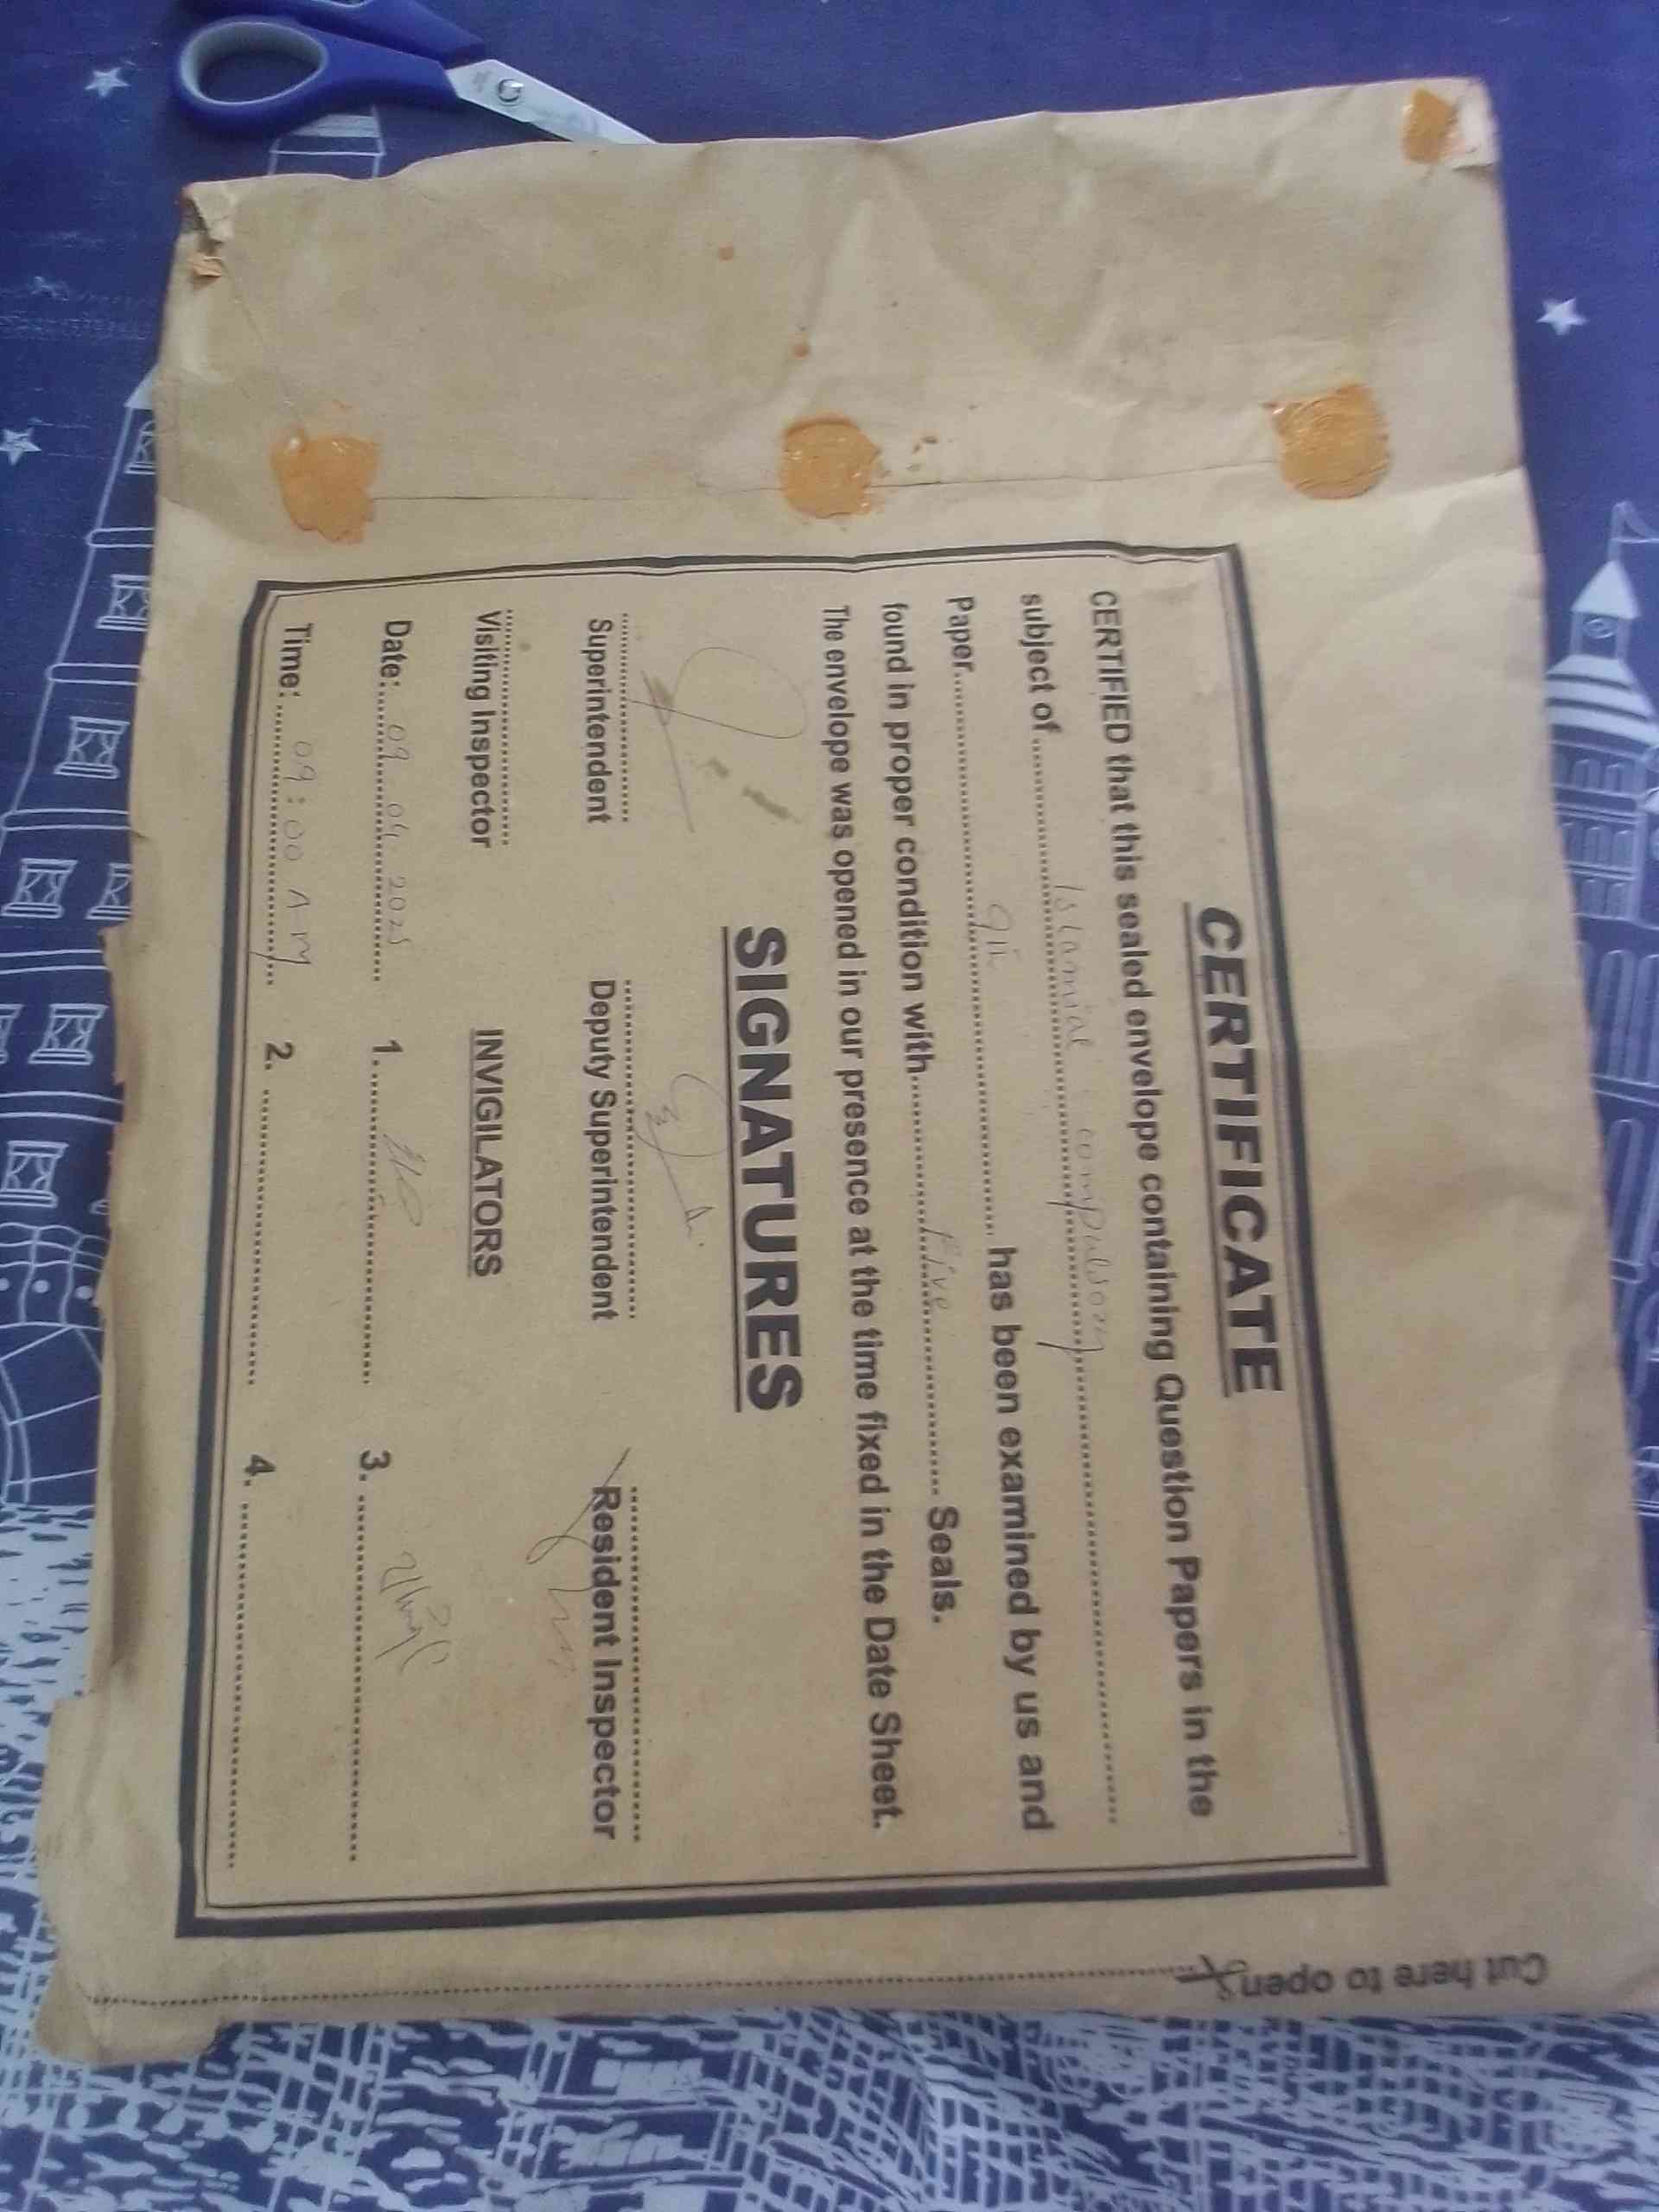 CERTIFICATE
CERTIFIED that this sealed envelope containing Question Papers in the
subject of.......... Islamiat compulsory ..........
Paper.......... 9th .......... has been examined by us and
found in proper condition with.......... Five .......... Seals.
The envelope was opened in our presence at the time fixed in the Date Sheet.
SIGNATURES
Superintendent Deputy Superintendent Resident Inspector
Visiting Inspector INVIGILATORS
Date:..... 09-04-2025 1. .......... 3. ..........
Time:..... 09:00 A-M 2. .......... 4. ..........
Cut here to open